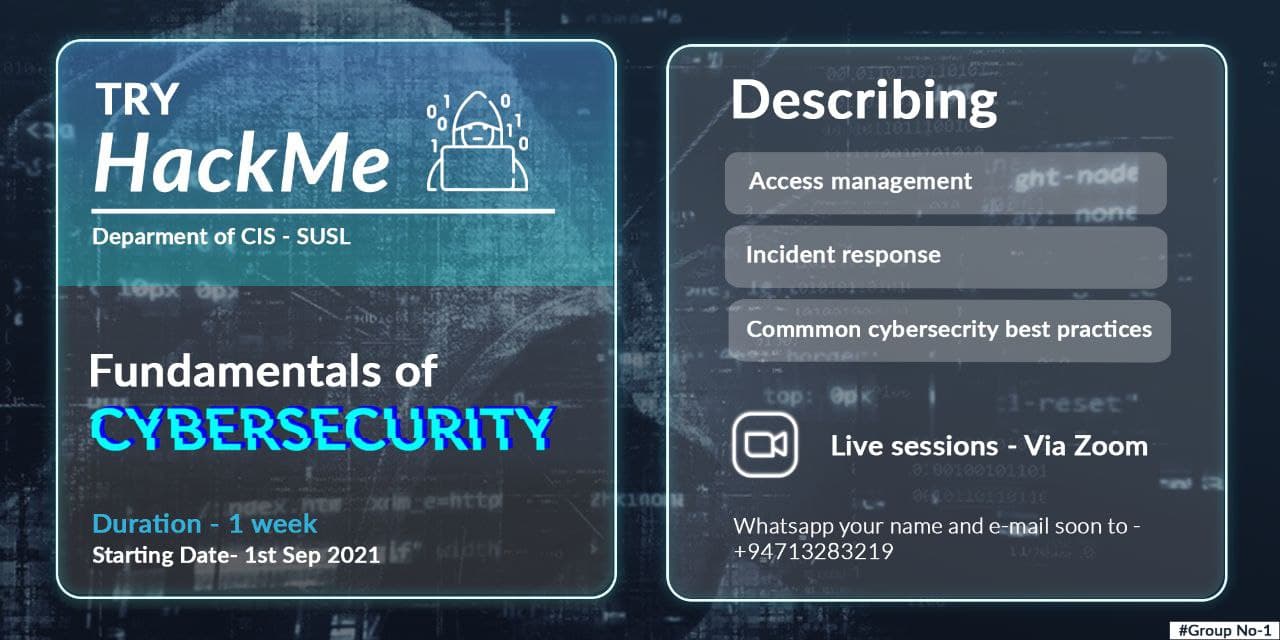 TRY
HackMe
Deparment of CIS - SUSL
Fundamentals of
CYBERSECURITY
Duration - 1 week
Starting Date- 1st Sep 2021
Describing
Access management
Incident response
Commmon cybersecrity best practices
Live sessions - Via Zoom
Whatsapp your name and e-mail soon to -
+94713283219
#Group No-1